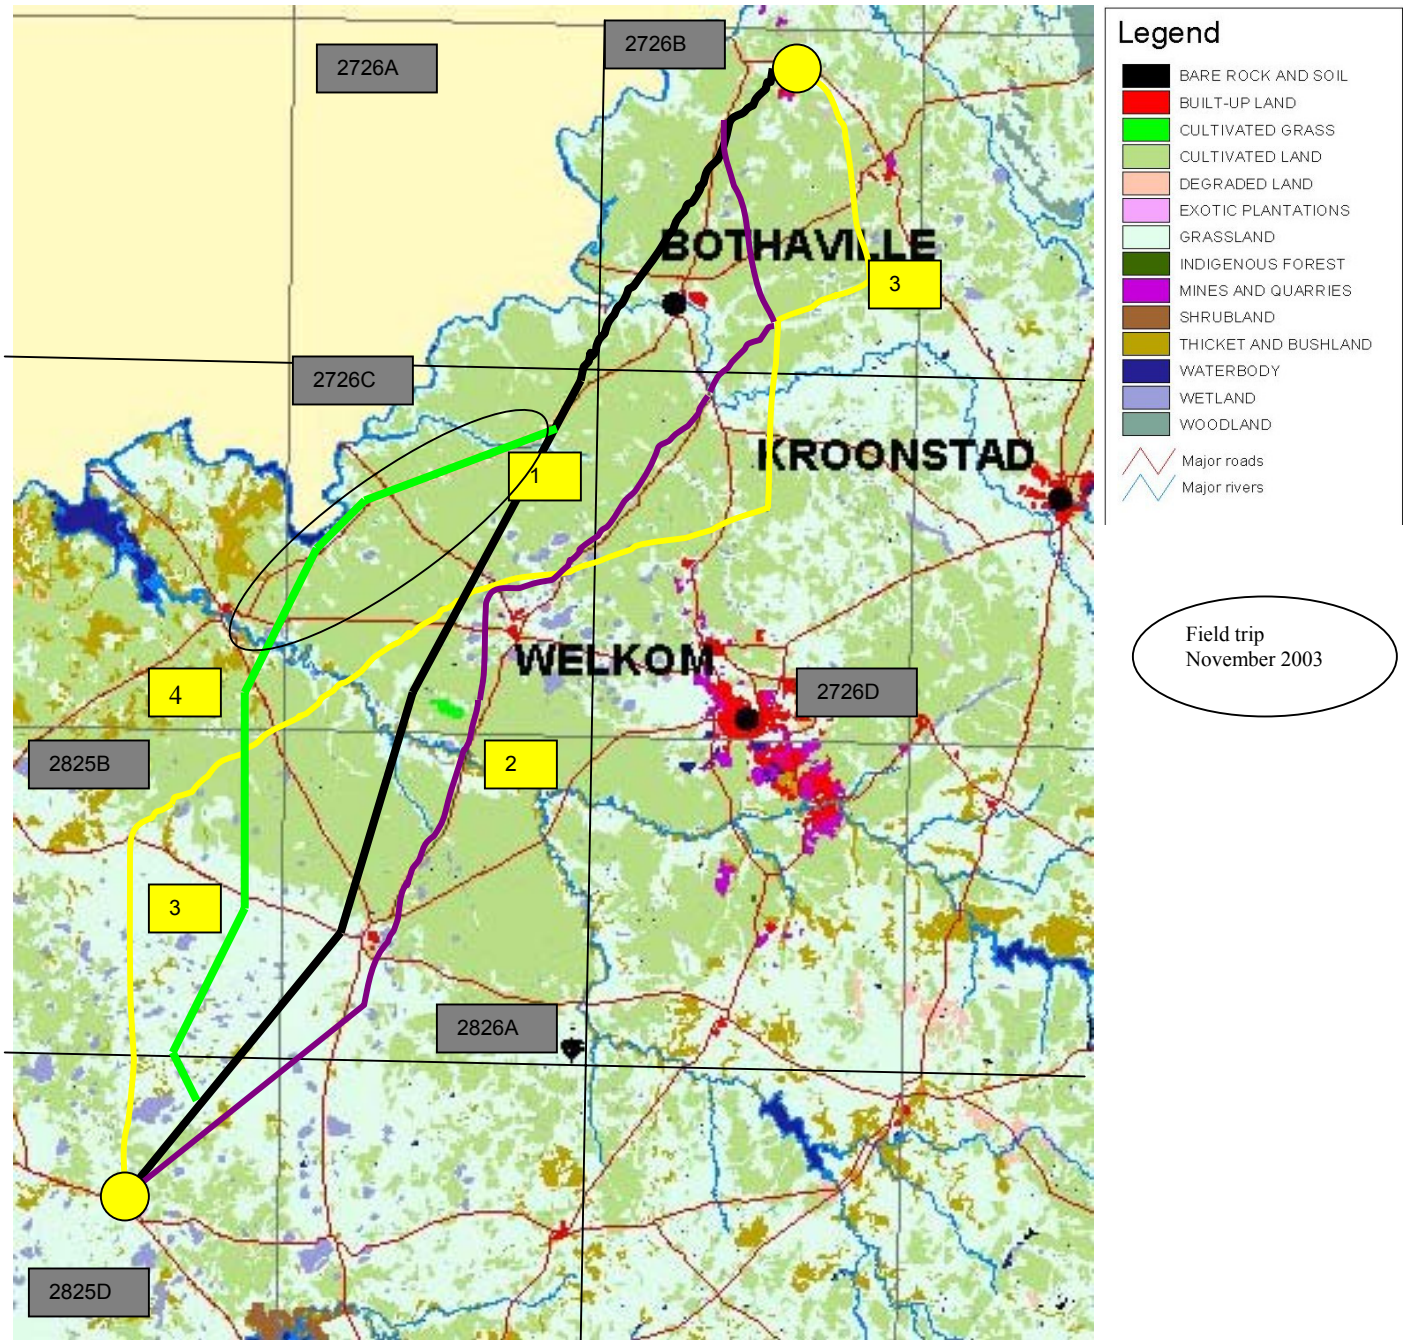 2726A
2726B
BOTHAVILLE
3
2726C
KROONSTAD
1
WELKOM
4
2726D
2825B
2
3
2826A
2825D
Legend
BARE ROCK AND SOIL
BUILT-UP LAND
CULTIVATED GRASS
CULTIVATED LAND
DEGRADED LAND
EXOTIC PLANTATIONS
GRASSLAND
INDIGENOUS FOREST
MINES AND QUARRIES
SHRUBLAND
THICKET AND BUSHLAND
WATERBODY
WETLAND
WOODLAND
Major roads
Major rivers
Field trip
November 2003